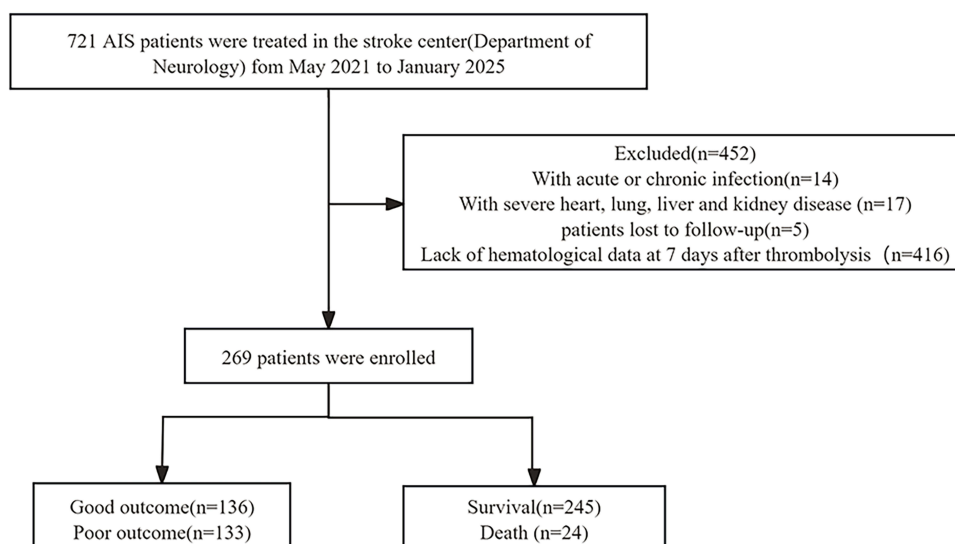 721 AIS patients were treated in the stroke center(Department of
Neurology) fom May 2021 to January 2025
Excluded(n=452)
With acute or chronic infection(n=14)
With severe heart, lung, liver and kidney disease (n=17)
patients lost to follow-up(n=5)
Lack of hematological data at 7 days after thrombolysis（n=416)
269 patients were enrolled
Good outcome(n=136)
Poor outcome(n=133)
Survival(n=245)
Death (n=24)